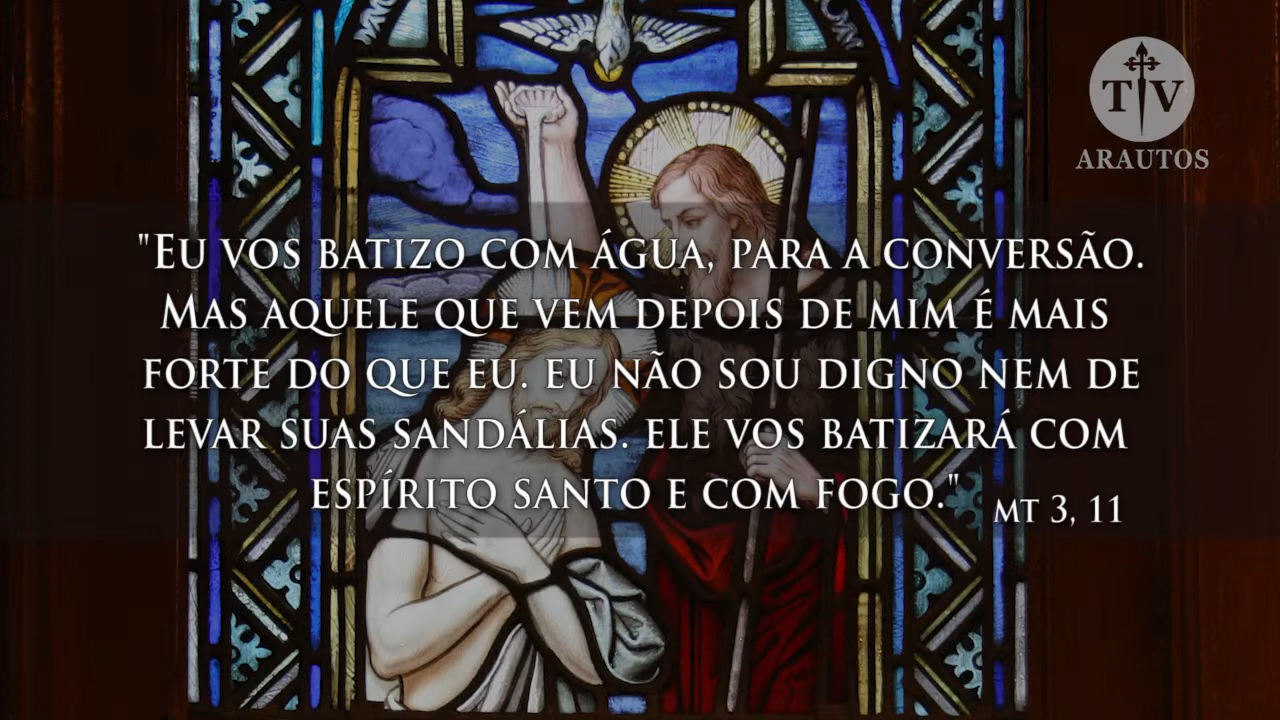 TV
ARAUTOS
"EU VOS BATIZO COM ÁGUA, PARA A CONVERSÃO.
MAS AQUELE QUE VEM DEPOIS DE MIM É MAIS
FORTE DO QUE EU. EU NÃO SOU DIGNO NEM DE
LEVAR SUAS SANDÁLIAS. ELE VOS BATIZARÁ COM
ESPÍRITO SANTO E COM FOGO."
MT 3, 11